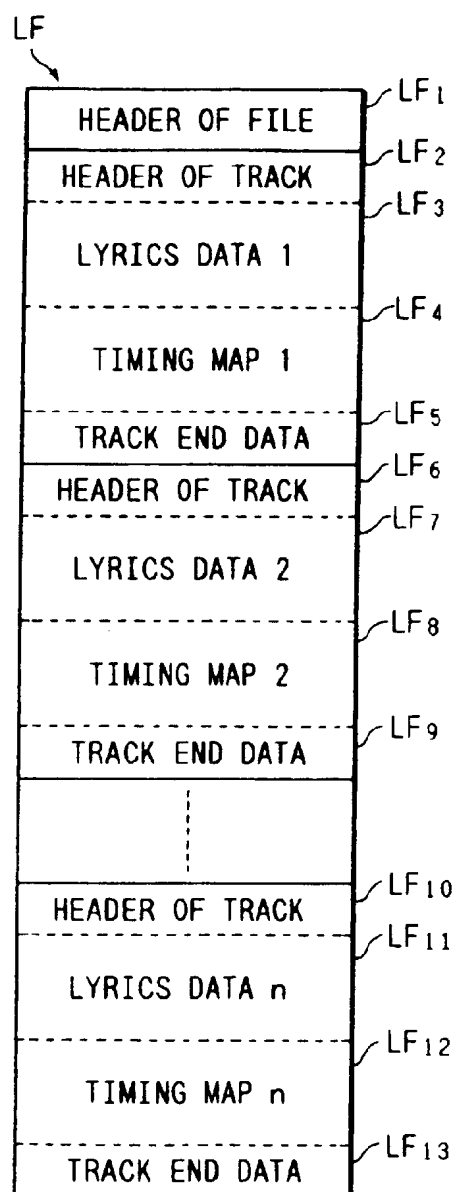 LF
LF1
HEADER OF FILE
LF2
HEADER OF TRACK
LF3
LYRICS DATA 1
LF4
TIMING MAP 1
LF5
TRACK END DATA
LF6
HEADER OF TRACK
LF7
LYRICS DATA 2
LF8
TIMING MAP 2
LF9
TRACK END DATA
LF10
HEADER OF TRACK
LF11
LYRICS DATA n
LF12
TIMING MAP n
LF13
TRACK END DATA